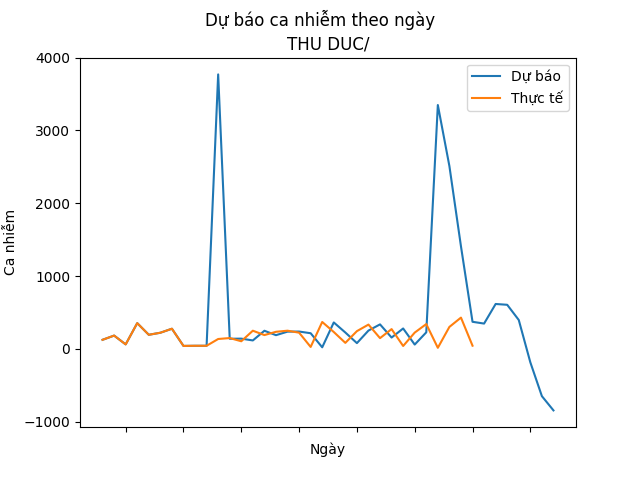 Dự báo ca nhiễm theo ngày
THU DUC/
Dự báo
Thực tế
4000
3000
2000
1000
0
−1000
Ca nhiễm
Ngày